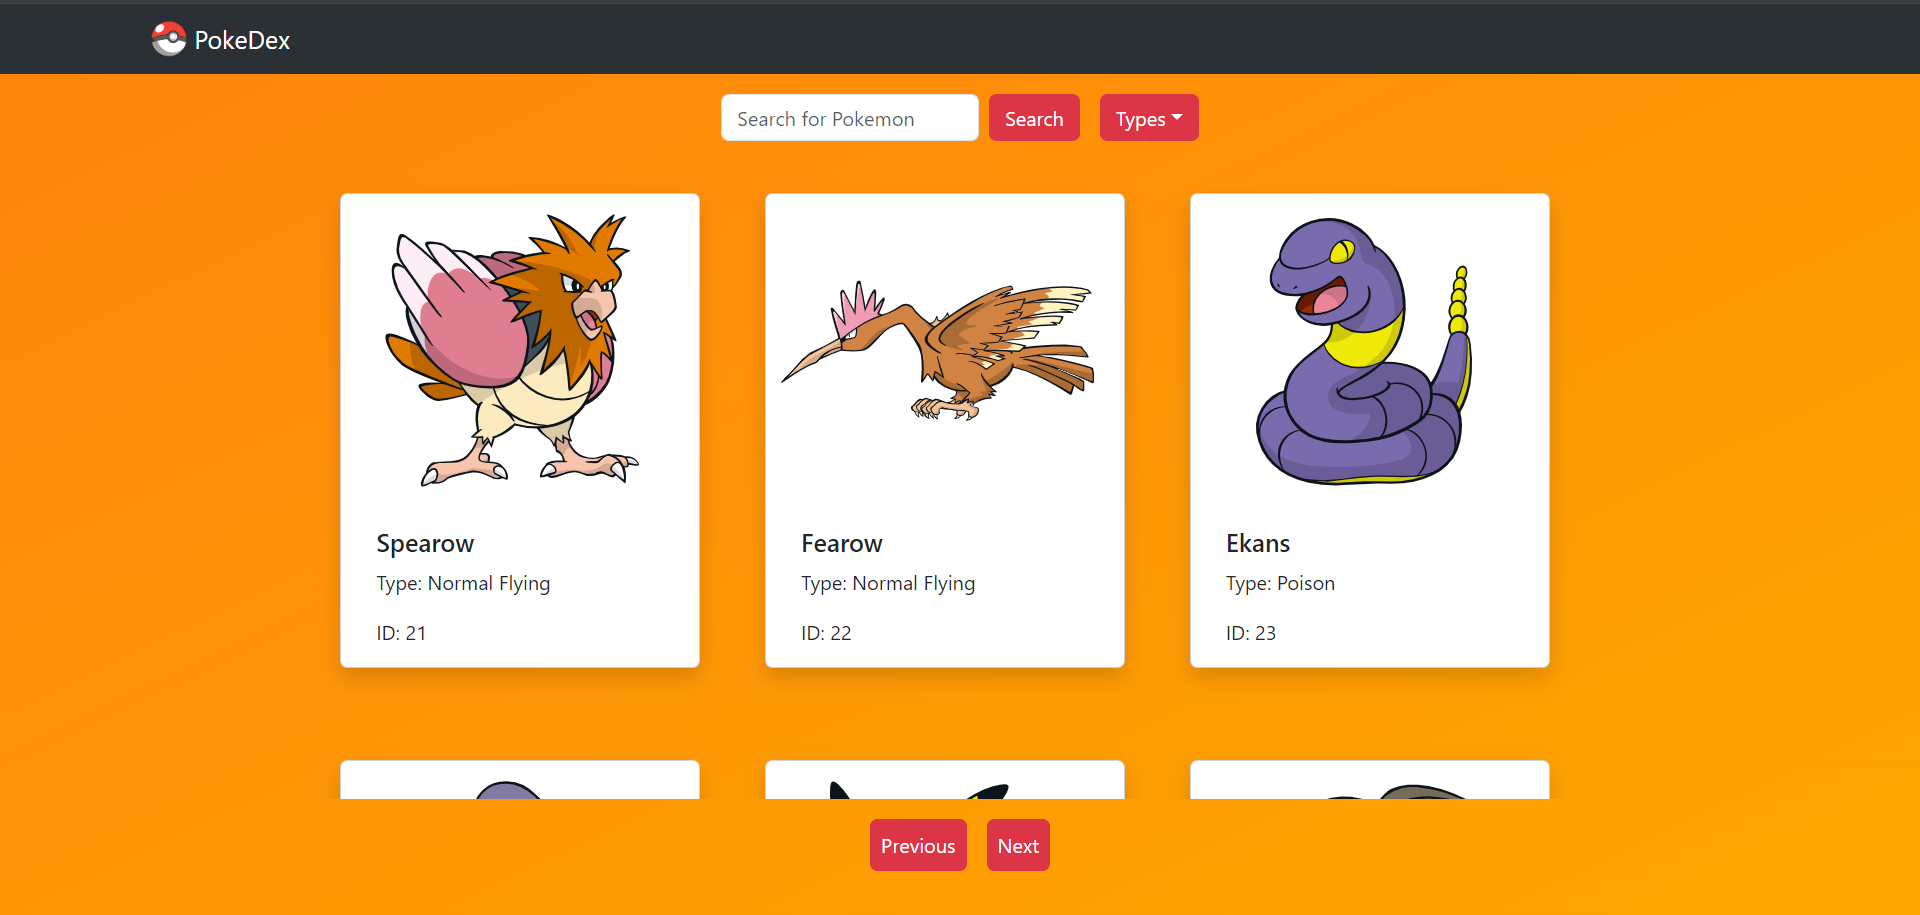 PokeDex
Search for Pokemon
Search
Types
Spearow
Type: Normal Flying
ID: 21
Fearow
Type: Normal Flying
ID: 22
Ekans
Type: Poison
ID: 23
Previous
Next